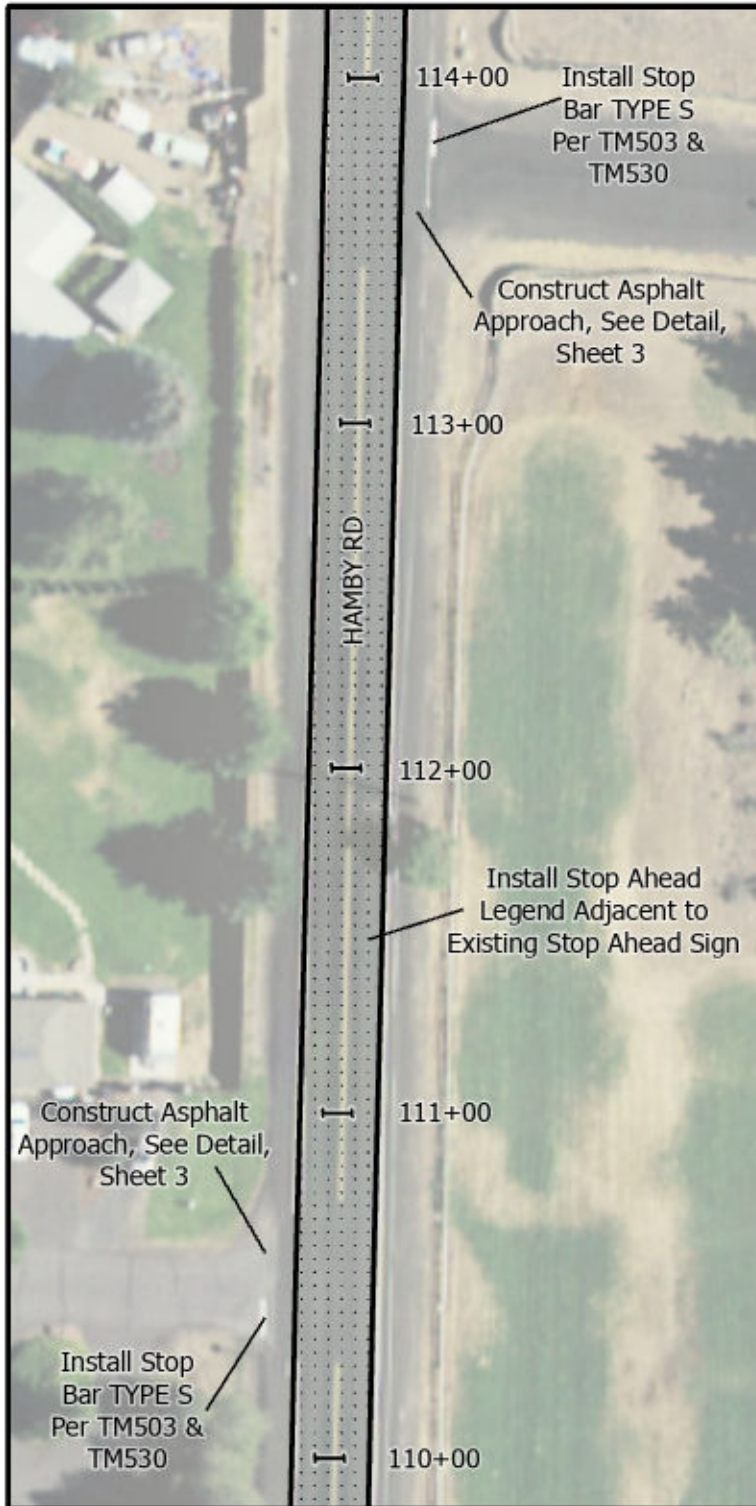 114+00
Install Stop
Bar TYPE S
Per TM503 &
TM530
Construct Asphalt
Approach, See Detail,
Sheet 3
113+00
HAMBY RD
112+00
Install Stop Ahead
Legend Adjacent to
Existing Stop Ahead Sign
111+00
Construct Asphalt
Approach, See Detail,
Sheet 3
Install Stop
Bar TYPE S
Per TM503 &
TM530
110+00